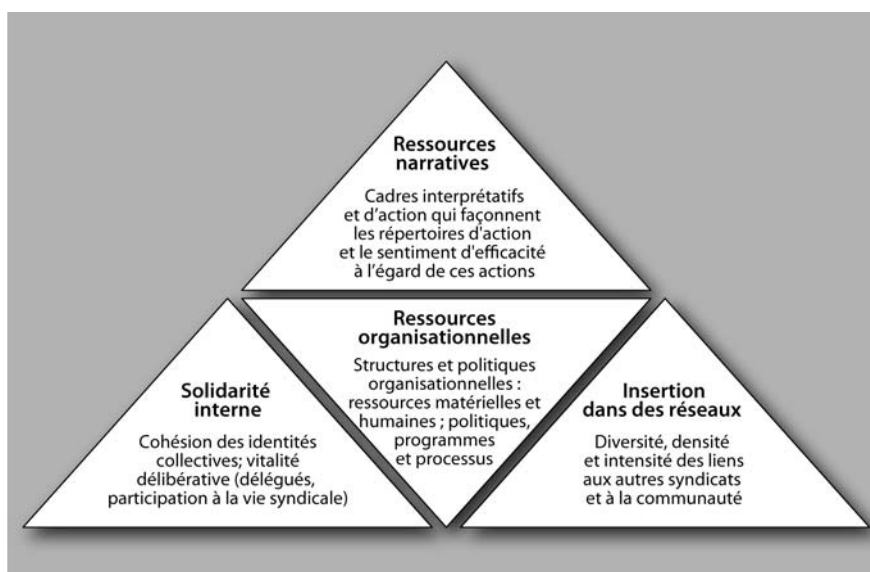 Ressources
narratives
Cadres interprétatifs
et d’action qui façonnent
les répertoires d'action
et le sentiment d'efficacité
à l’égard de ces actions
Ressources
organisationnelles
Structures et politiques
organisationnelles :
ressources matérielles et
humaines ; politiques,
programmes
et processus
Solidarité
interne
Cohésion des identités
collectives; vitalité
délibérative (délégués,
participation à la vie syndicale)
Insertion
dans des réseaux
Diversité, densité
et intensité des liens
aux autres syndicats
et à la communauté